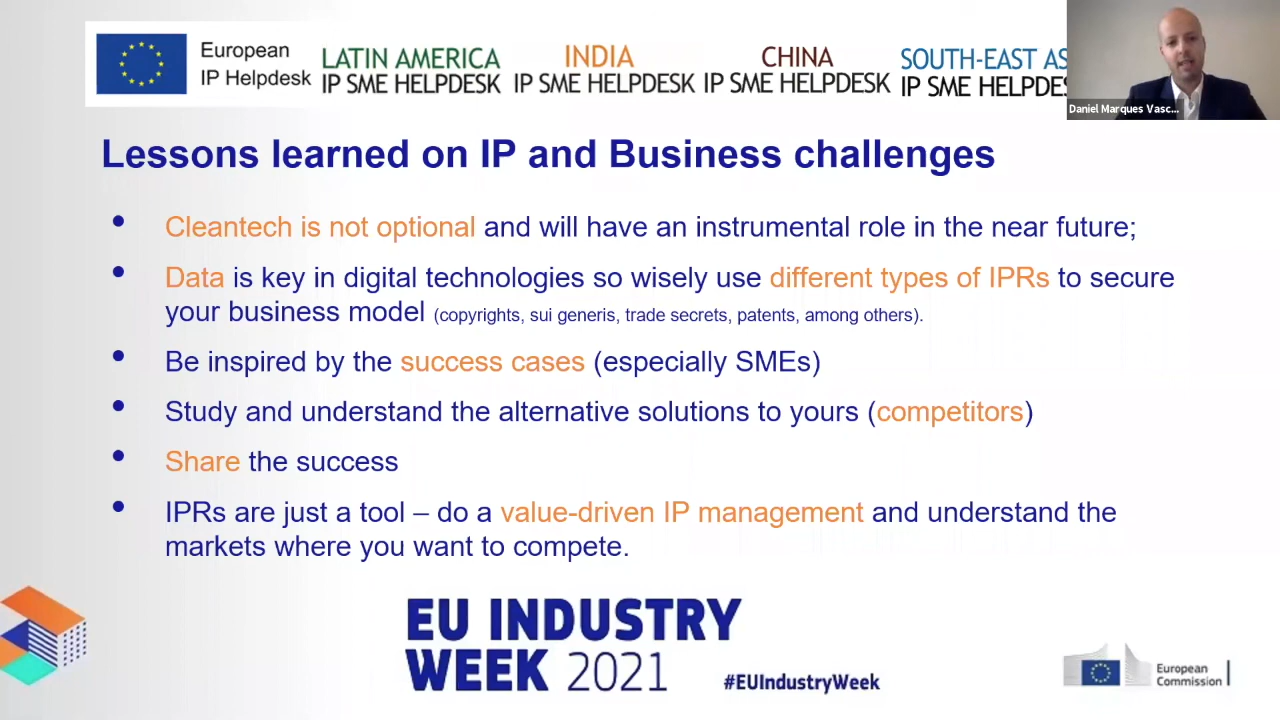 European
IP Helpdesk
LATIN AMERICA
IP SME HELPDESK
INDIA
IP SME HELPDESK
CHINA
IP SME HELPDESK
SOUTH-EAST AS
IP SME HELPDES
Daniel Marques Vasc...
Lessons learned on IP and Business challenges
• Cleantech is not optional and will have an instrumental role in the near future;
• Data is key in digital technologies so wisely use different types of IPRs to secure
your business model (copyrights, sui generis, trade secrets, patents, among others).
• Be inspired by the success cases (especially SMEs)
• Study and understand the alternative solutions to yours (competitors)
• Share the success
• IPRs are just a tool – do a value-driven IP management and understand the
markets where you want to compete.
EU INDUSTRY
WEEK 2021
#EUIndustryWeek
European
Commission